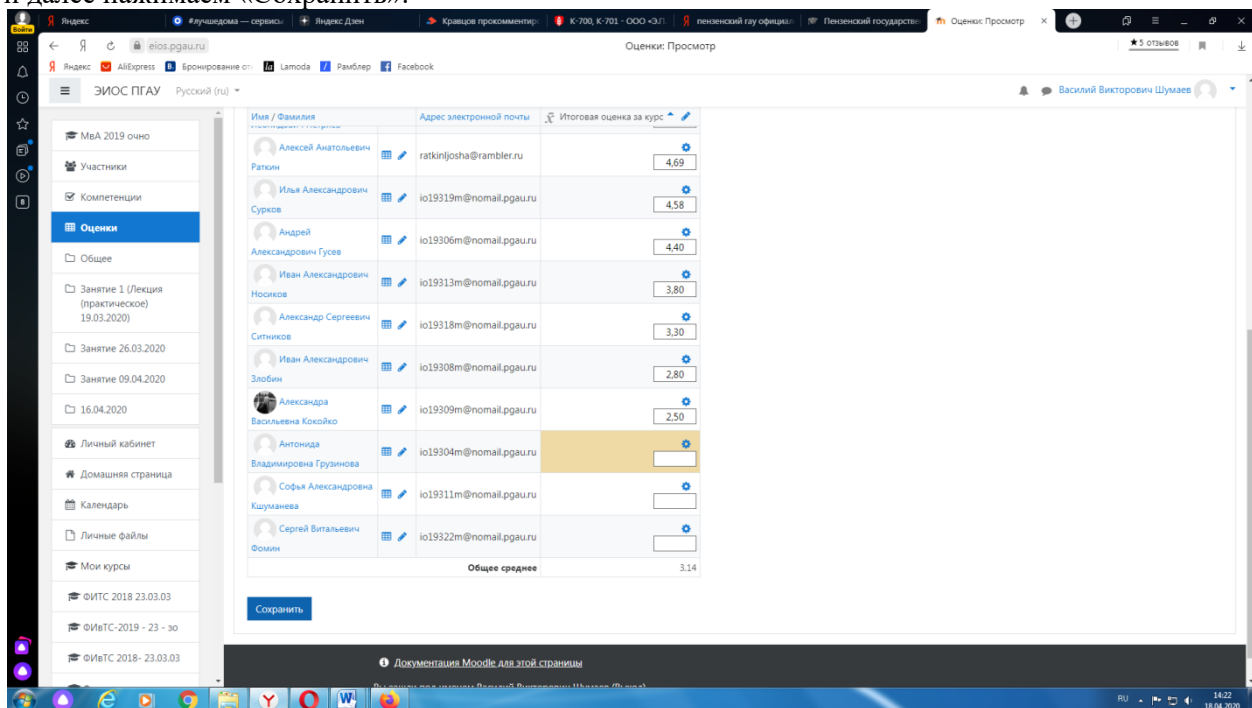 и далее нажимаем «Сохранить».
Яндекс
#лучшедома — сервисы
Яндекс Дзен
Кравцов прокомментир
К-700, К-701 - ООО «Э.П.
пензенский гау официал
Пензенский государстве
Оценки: Просмотр
Войти
eios.pgau.ru
Оценки: Просмотр
★5 отзывов
Яндекс AliExpress Бронирование от Lamoda Рамблер Facebook
ЭИОС ПГАУ Русский (ru)
Василий Викторович Шумаев
МвА 2019 очно
Участники
Компетенции
Оценки
Общее
Занятие 1 (Лекция
(практическое)
19.03.2020)
Занятие 26.03.2020
Занятие 09.04.2020
16.04.2020
Личный кабинет
Домашняя страница
Календарь
Личные файлы
Мои курсы
ФИТС 2018 23.03.03
ФИвТС-2019 - 23 - зо
ФИвТС 2018- 23.03.03
Имя / Фамилия Адрес электронной почты Итоговая оценка за курс
Алексей Анатольевич
Раткин
ratkinljosha@rambler.ru 4,69
Илья Александрович
Сурков
io19319m@nomail.pgau.ru 4,58
Андрей
Александрович Гусев
io19306m@nomail.pgau.ru 4,40
Иван Александрович
Носиков
io19313m@nomail.pgau.ru 3,80
Александр Сергеевич
Ситников
io19318m@nomail.pgau.ru 3,30
Иван Александрович
Злобин
io19308m@nomail.pgau.ru 2,80
Александра
Васильевна Кокойко
io19309m@nomail.pgau.ru 2,50
Антонида
Владимировна Грузинова
io19304m@nomail.pgau.ru
Софья Александровна
Кшуманева
io19311m@nomail.pgau.ru
Сергей Витальевич
Фомин
io19322m@nomail.pgau.ru
Общее среднее 3.14
Сохранить
Документация Moodle для этой страницы
RU
14:22
18.04.2020